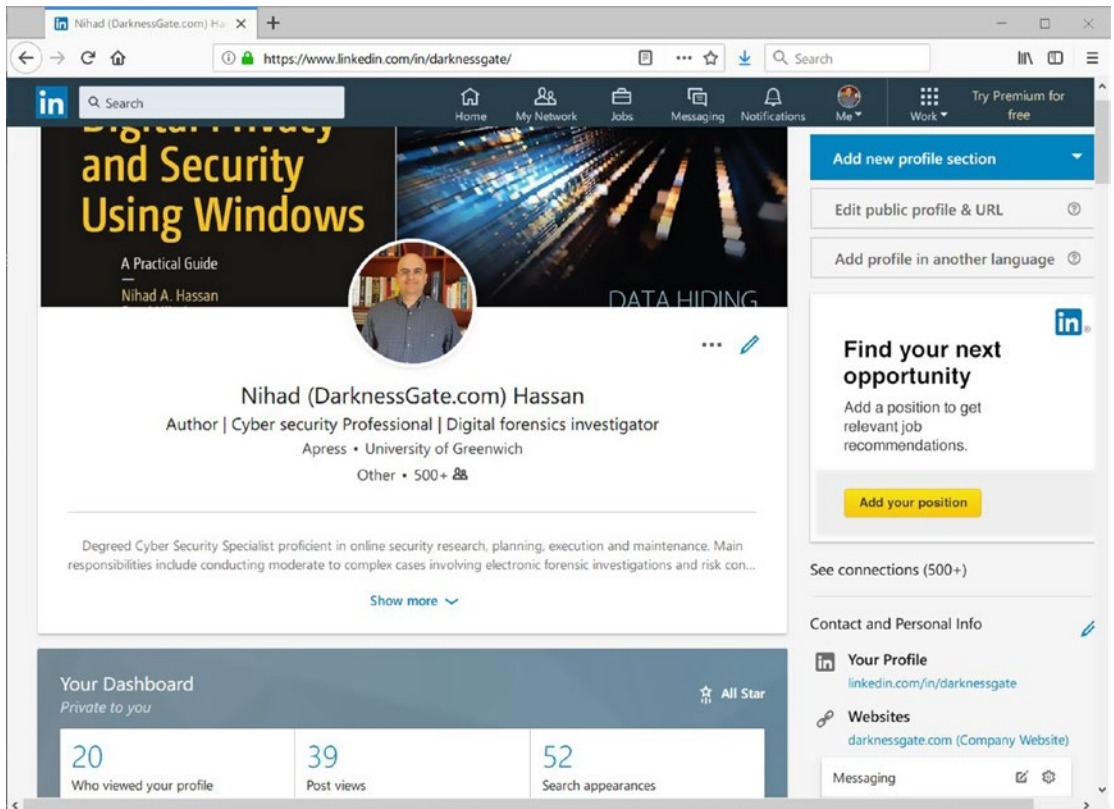 Nihad (DarknessGate.com) Ha
https://www.linkedin.com/in/darknessgate/
Search
in
Search
Home
My Network
Jobs
Messaging
Notifications
Me
Work
Try Premium for
free
Digital Privacy
and Security
Using Windows
A Practical Guide
Nihad A. Hassan
DATA HIDING
Nihad (DarknessGate.com) Hassan
Author | Cyber security Professional | Digital forensics investigator
Apress • University of Greenwich
Other • 500+
Degreed Cyber Security Specialist proficient in online security research, planning, execution and maintenance. Main
responsibilities include conducting moderate to complex cases involving electronic forensic investigations and risk con...
Show more
Your Dashboard
Private to you
All Star
20
Who viewed your profile
39
Post views
52
Search appearances
Add new profile section
Edit public profile & URL
Add profile in another language
in
Find your next
opportunity
Add a position to get
relevant job
recommendations.
Add your position
See connections (500+)
Contact and Personal Info
in
Your Profile
linkedin.com/in/darknessgate
Websites
darknessgate.com (Company Website)
Messaging